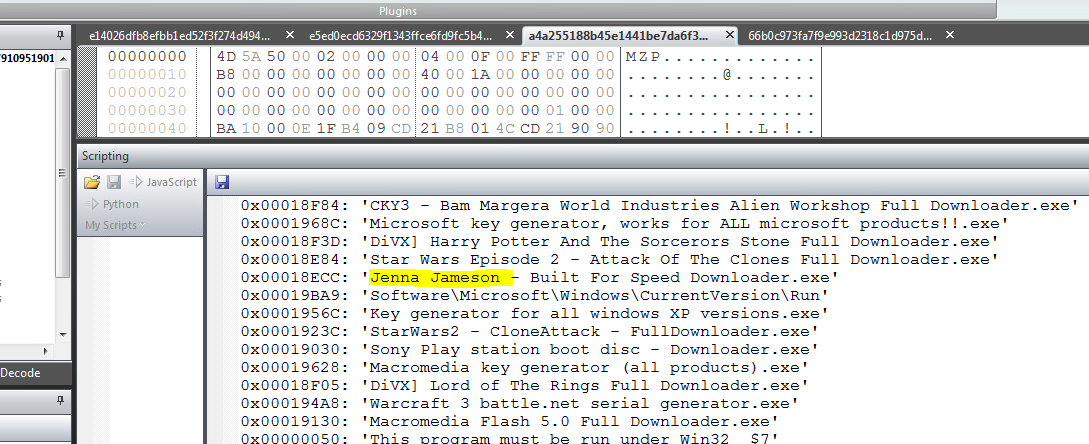 Plugins
e14026dfb8efbb1ed52f3f274d494... × e5ed0ecd6329f1343ffce6fd9fc5b4... × a4a255188b45e1441be7da6f3... × 66b0c973fa7f9e993d2318c1d975d... ×
7910951901
00000000 4D 5A 50 00 02 00 00 00 04 00 0F 00 FF FF 00 00 MZP.............
00000010 B8 00 00 00 00 00 00 00 40 00 1A 00 00 00 00 00 ........@.......
00000020 00 00 00 00 00 00 00 00 00 00 00 00 00 00 00 00 ................
00000030 00 00 00 00 00 00 00 00 00 00 00 00 00 01 00 00 ................
00000040 BA 10 00 0E 1F B4 09 CD 21 B8 01 4C CD 21 90 90 ........!..L.!..
Scripting
JavaScript
Python
My Scripts
0x00018F84: 'CKY3 - Bam Margera World Industries Alien Workshop Full Downloader.exe'
0x0001968C: 'Microsoft key generator, works for ALL microsoft products!!.exe'
0x00018F3D: 'DiVX] Harry Potter And The Sorcerors Stone Full Downloader.exe'
0x00018E84: 'Star Wars Episode 2 - Attack Of The Clones Full Downloader.exe'
0x00018ECC: 'Jenna Jameson - Built For Speed Downloader.exe'
0x00019BA9: 'Software\Microsoft\Windows\CurrentVersion\Run'
0x0001956C: 'Key generator for all windows XP versions.exe'
0x0001923C: 'StarWars2 - CloneAttack - FullDownloader.exe'
0x00019030: 'Sony Play station boot disc - Downloader.exe'
0x00019628: 'Macromedia key generator (all products).exe'
0x00018F05: 'DiVX] Lord of The Rings Full Downloader.exe'
0x000194A8: 'Warcraft 3 battle.net serial generator.exe'
0x00019130: 'Macromedia Flash 5.0 Full Downloader.exe'
0x00000050: 'This program must be run under Win32 $7'
Decode